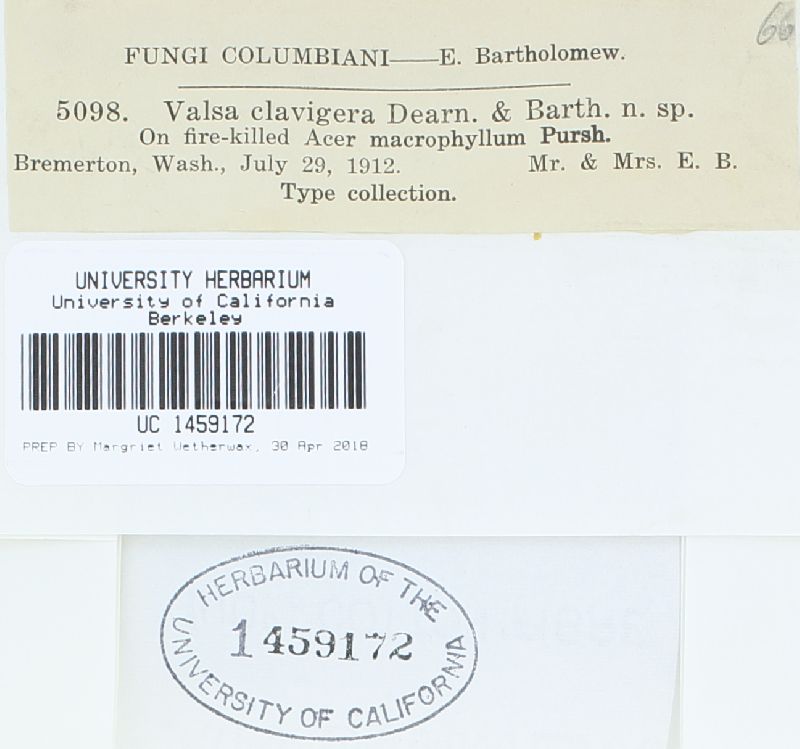 66
FUNGI COLUMBIANI——E. Bartholomew.
5098. Valsa clavigera Dearn. & Barth. n. sp.
On fire-killed Acer macrophyllum Pursh.
Bremerton, Wash., July 29, 1912. Mr. & Mrs. E. B.
Type collection.
UNIVERSITY HERBARIUM
University of California
Berkeley
UC 1459172
PREP BY Margriet Wetherwax, 30 Apr 2018
HERBARIUM OF THE
1459172
UNIVERSITY OF CALIFORNIA